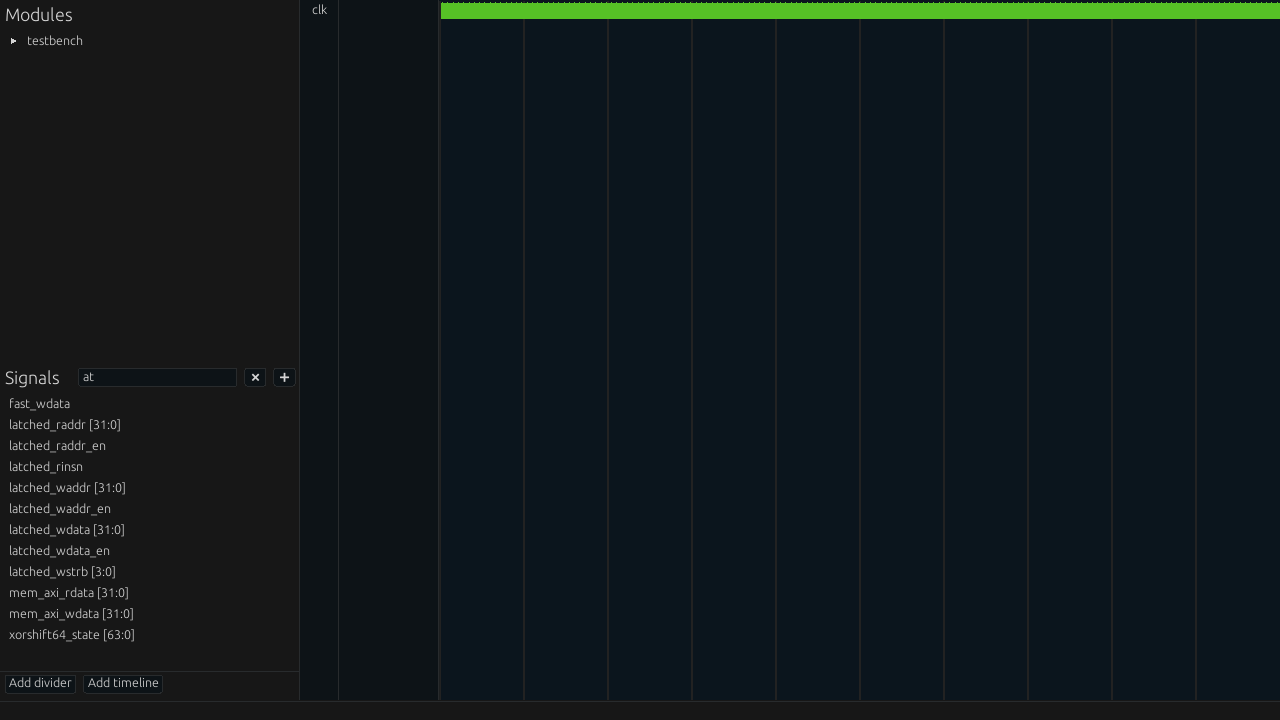 Modules
testbench
clk
Signals
at
fast_wdata
latched_raddr [31:0]
latched_raddr_en
latched_rinsn
latched_waddr [31:0]
latched_waddr_en
latched_wdata [31:0]
latched_wdata_en
latched_wstrb [3:0]
mem_axi_rdata [31:0]
mem_axi_wdata [31:0]
xorshift64_state [63:0]
Add divider Add timeline